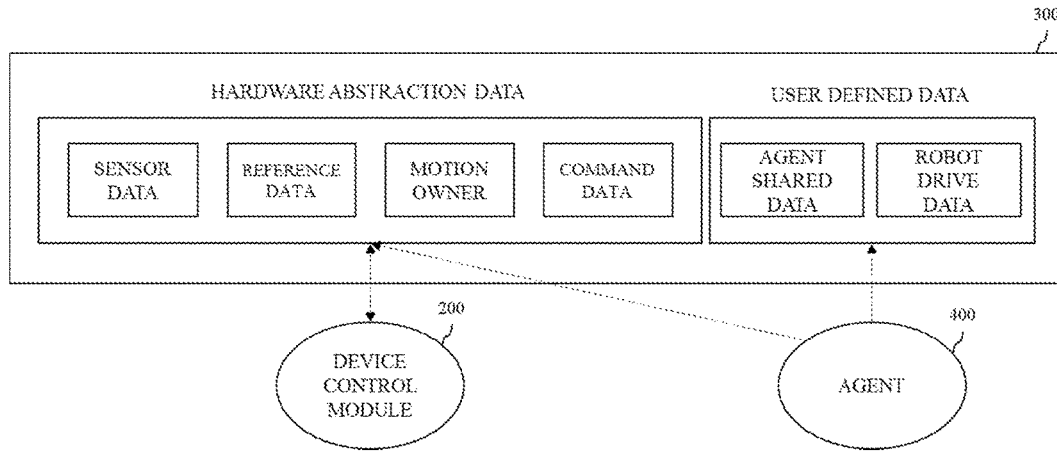 300
HARDWARE ABSTRACTION DATA
USER DEFINED DATA
SENSOR
DATA
REFERENCE
DATA
MOTION
OWNER
COMMAND
DATA
AGENT
SHARED
DATA
ROBOT
DRIVE
DATA
200
DEVICE
CONTROL
MODULE
400
AGENT